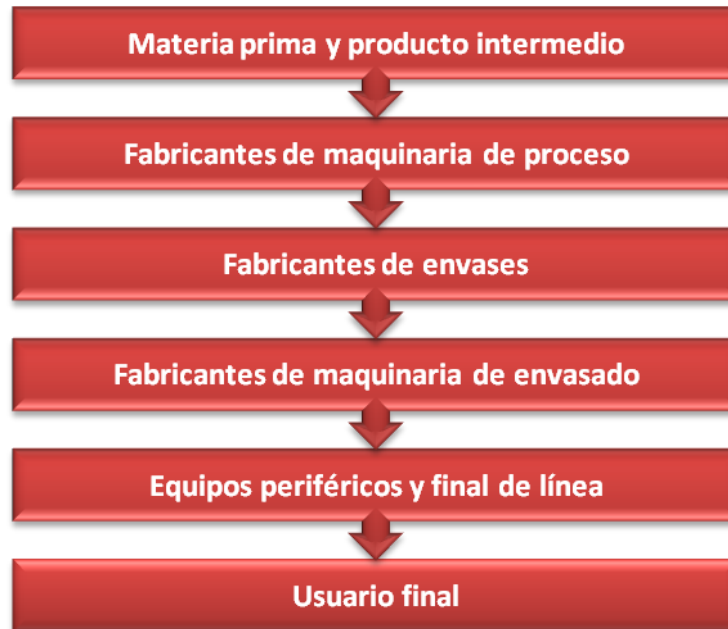 Materia prima y producto intermedio
Fabricantes de maquinaria de proceso
Fabricantes de envases
Fabricantes de maquinaria de envasado
Equipos periféricos y final de línea
Usuario final